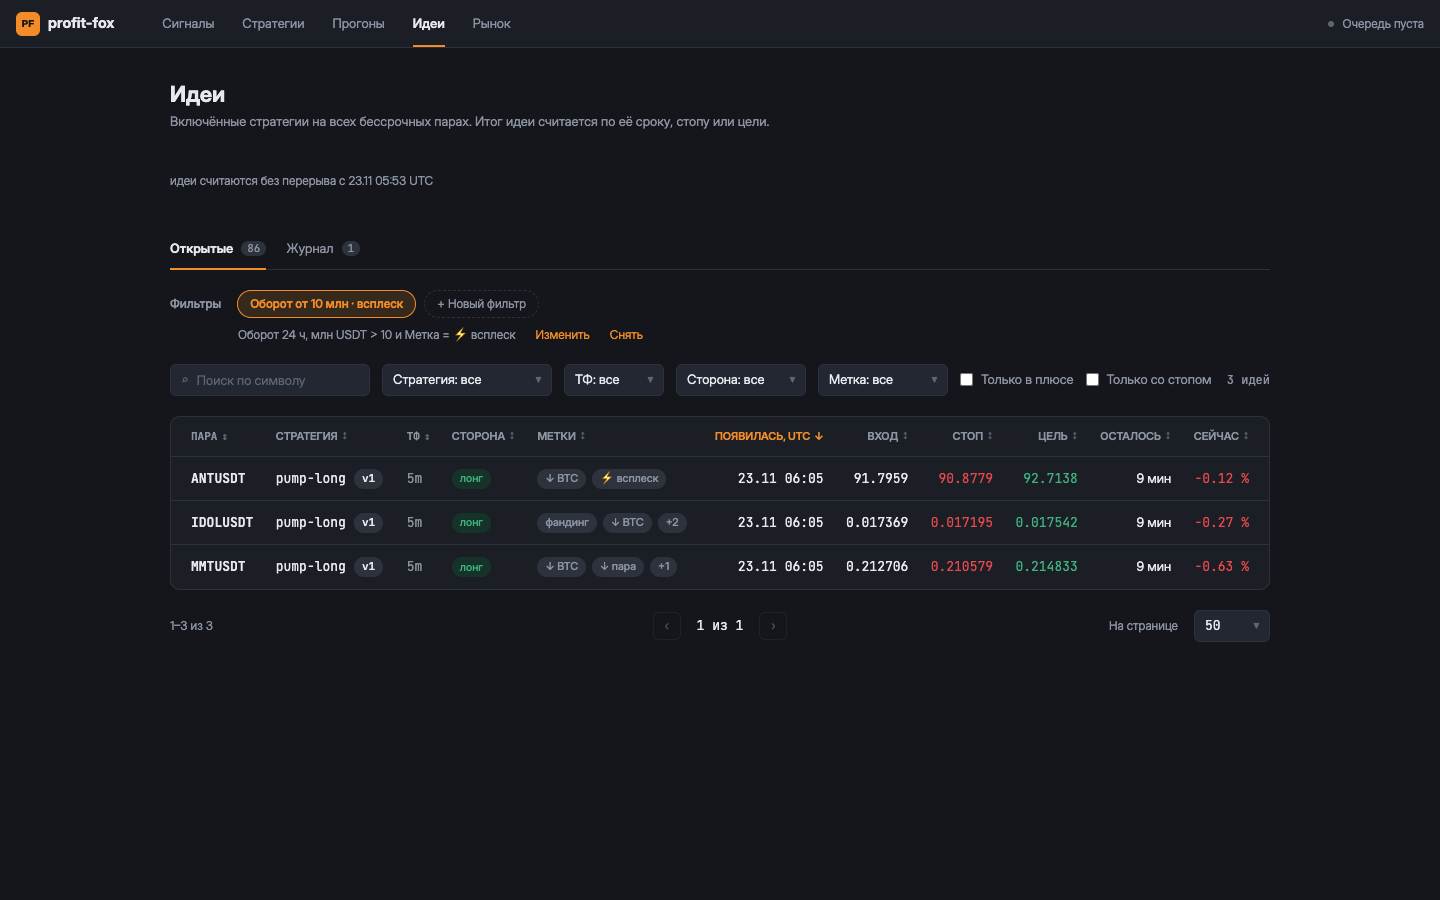 PF profit-fox Сигналы Стратегии Прогоны Идеи Рынок Очередь пуста
Идеи
Включённые стратегии на всех бессрочных парах. Итог идеи считается по её сроку, стопу или цели.
идеи считаются без перерыва с 23.11 05:53 UTC
Открытые 86 Журнал 1
Фильтры Оборот от 10 млн · всплеск + Новый фильтр
Оборот 24 ч, млн USDT > 10 и Метка = ⚡ всплеск Изменить Снять
Поиск по символу Стратегия: все ТФ: все Сторона: все Метка: все Только в плюсе Только со стопом 3 идей
ПАРА ↕ СТРАТЕГИЯ ↕ ТФ ↕ СТОРОНА ↕ МЕТКИ ↕ ПОЯВИЛАСЬ, UTC ↓ ВХОД ↕ СТОП ↕ ЦЕЛЬ ↕ ОСТАЛОСЬ ↕ СЕЙЧАС ↕
ANTUSDT pump-long v1 5m лонг ↓ BTC ⚡ всплеск 23.11 06:05 91.7959 90.8779 92.7138 9 мин -0.12 %
IDOLUSDT pump-long v1 5m лонг фандинг ↓ BTC +2 23.11 06:05 0.017369 0.017195 0.017542 9 мин -0.27 %
MMTUSDT pump-long v1 5m лонг ↓ BTC ↓ пара +1 23.11 06:05 0.212706 0.210579 0.214833 9 мин -0.63 %
1–3 из 3 ‹ 1 из 1 › На странице 50